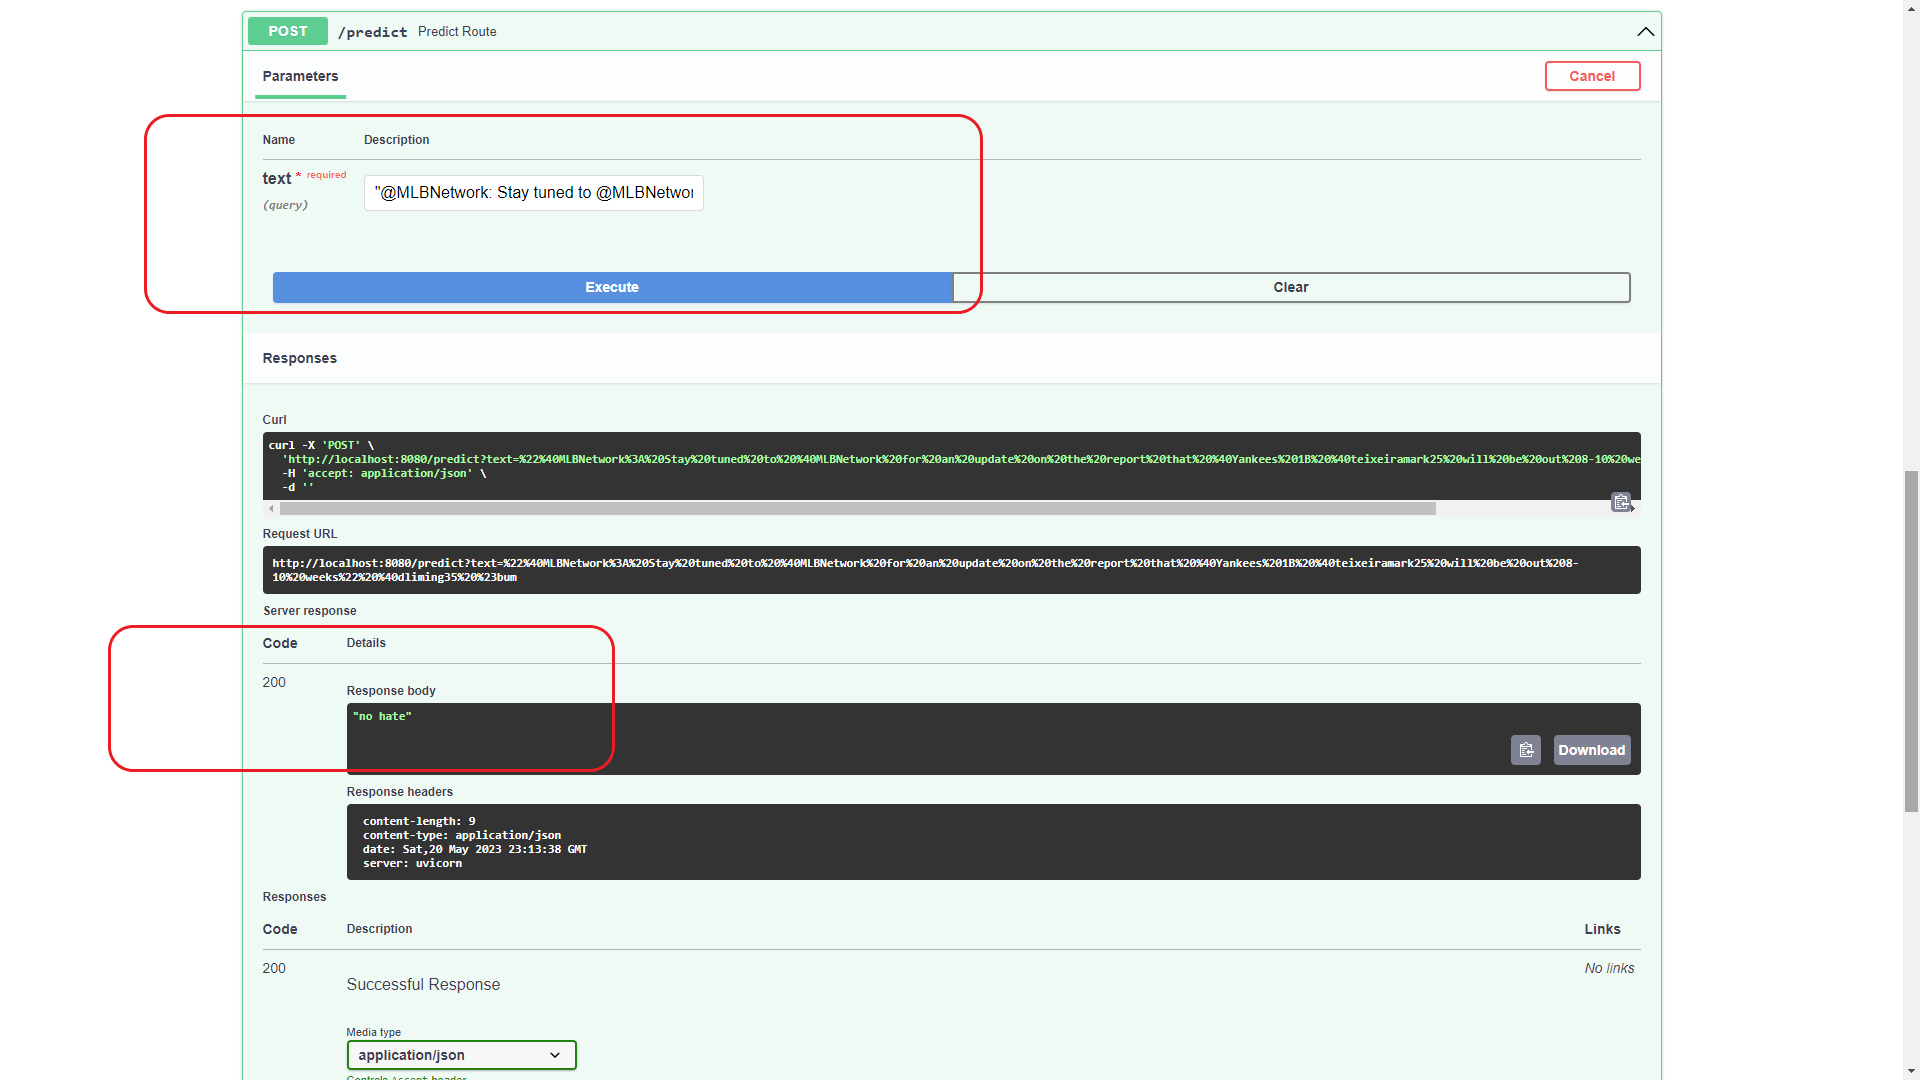 POST /predict Predict Route
Parameters
Cancel
Name Description
text * required
(query)
"@MLBNetwork: Stay tuned to @MLBNetwor
Execute
Clear
Responses
Curl
curl -X 'POST' \
'http://localhost:8080/predict?text=%22%40MLBNetwork%3A%20Stay%20tuned%20to%20%40MLBNetwork%20for%20an%20update%20on%20the%20report%20that%20%40Yankees%201B%20%40teixeiramark25%20will%20be%20out%208-10%20we
-H 'accept: application/json' \
-d ''
Request URL
http://localhost:8080/predict?text=%22%40MLBNetwork%3A%20Stay%20tuned%20to%20%40MLBNetwork%20for%20an%20update%20on%20the%20report%20that%20%40Yankees%201B%20%40teixeiramark25%20will%20be%20out%208-
10%20weeks%22%20%40dliming35%20%23bum
Server response
Code Details
200
Response body
"no hate"
Download
Response headers
content-length: 9
content-type: application/json
date: Sat,20 May 2023 23:13:38 GMT
server: uvicorn
Responses
Code Description Links
200
Successful Response
No links
Media type
application/json
Controls Accept header